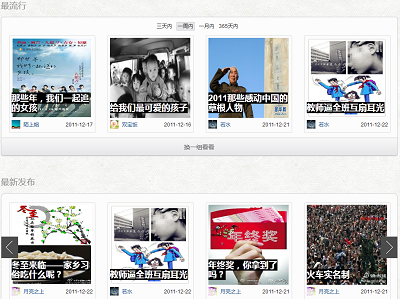 最流行
三天内 一周内 一月内 365天内
那些年，我们一起追的女孩
给我们最可爱的孩子
2011那些感动中国的草根人物
教师逼全班互扇耳光
陌上烟 2011-12-17
双宝饭 2011-12-16
若水 2011-12-21
若水 2011-12-22
换一组看看
最新发布
冬至来临——家乡习俗吃什么呢？
教师逼全班互扇耳光
年终奖，你拿到了吗？
火车实名制
月亮之上 2011-12-22
若水 2011-12-22
月亮之上 2011-12-21
月亮之上 2011-12-21